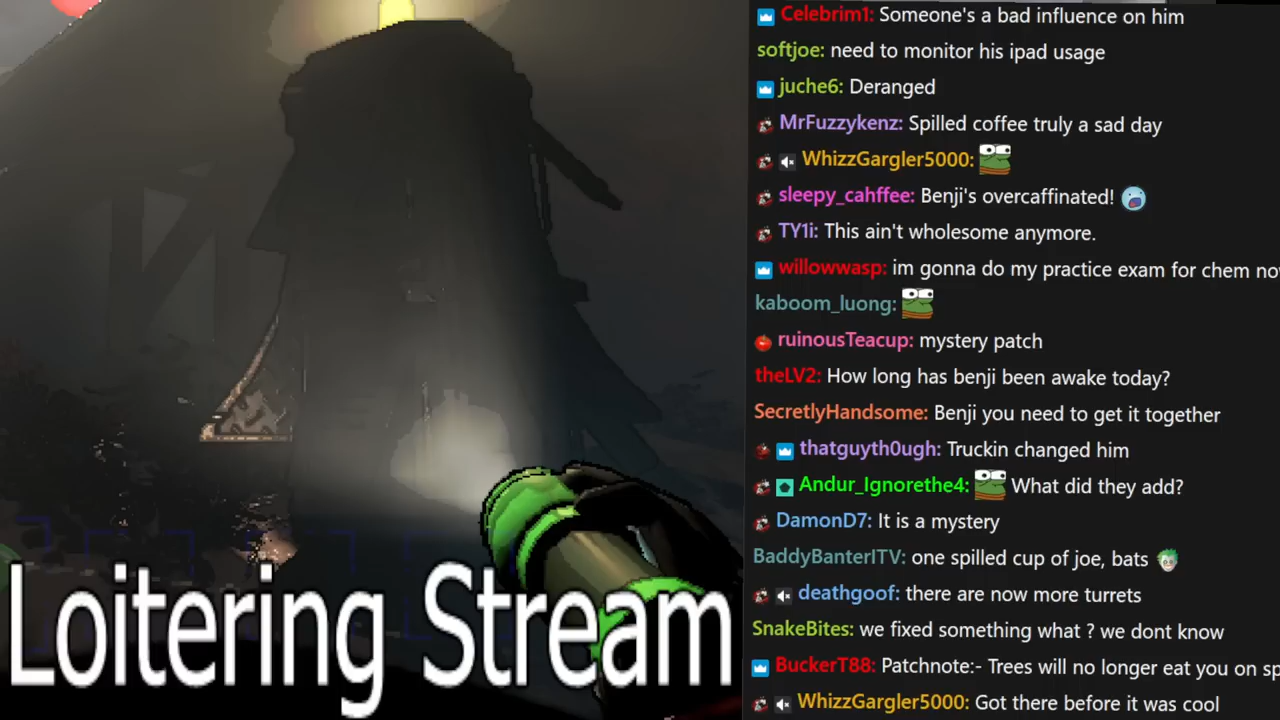 Celebrim1: Someone's a bad influence on him
softjoe: need to monitor his ipad usage
juche6: Deranged
MrFuzzykenz: Spilled coffee truly a sad day
WhizzGargler5000:
sleepy_cahffee: Benji's overcaffinated!
TY1i: This ain't wholesome anymore.
willowwasp: im gonna do my practice exam for chem no
kaboom_luong:
ruinousTeacup: mystery patch
theLV2: How long has benji been awake today?
SecretlyHandsome: Benji you need to get it together
thatguyth0ugh: Truckin changed him
Andur_Ignorethe4: What did they add?
DamonD7: It is a mystery
BaddyBanterITV: one spilled cup of joe, bats
deathgoof: there are now more turrets
SnakeBites: we fixed something what ? we dont know
BuckerT88: Patchnote:- Trees will no longer eat you on sp
WhizzGargler5000: Got there before it was cool
Loitering Stream